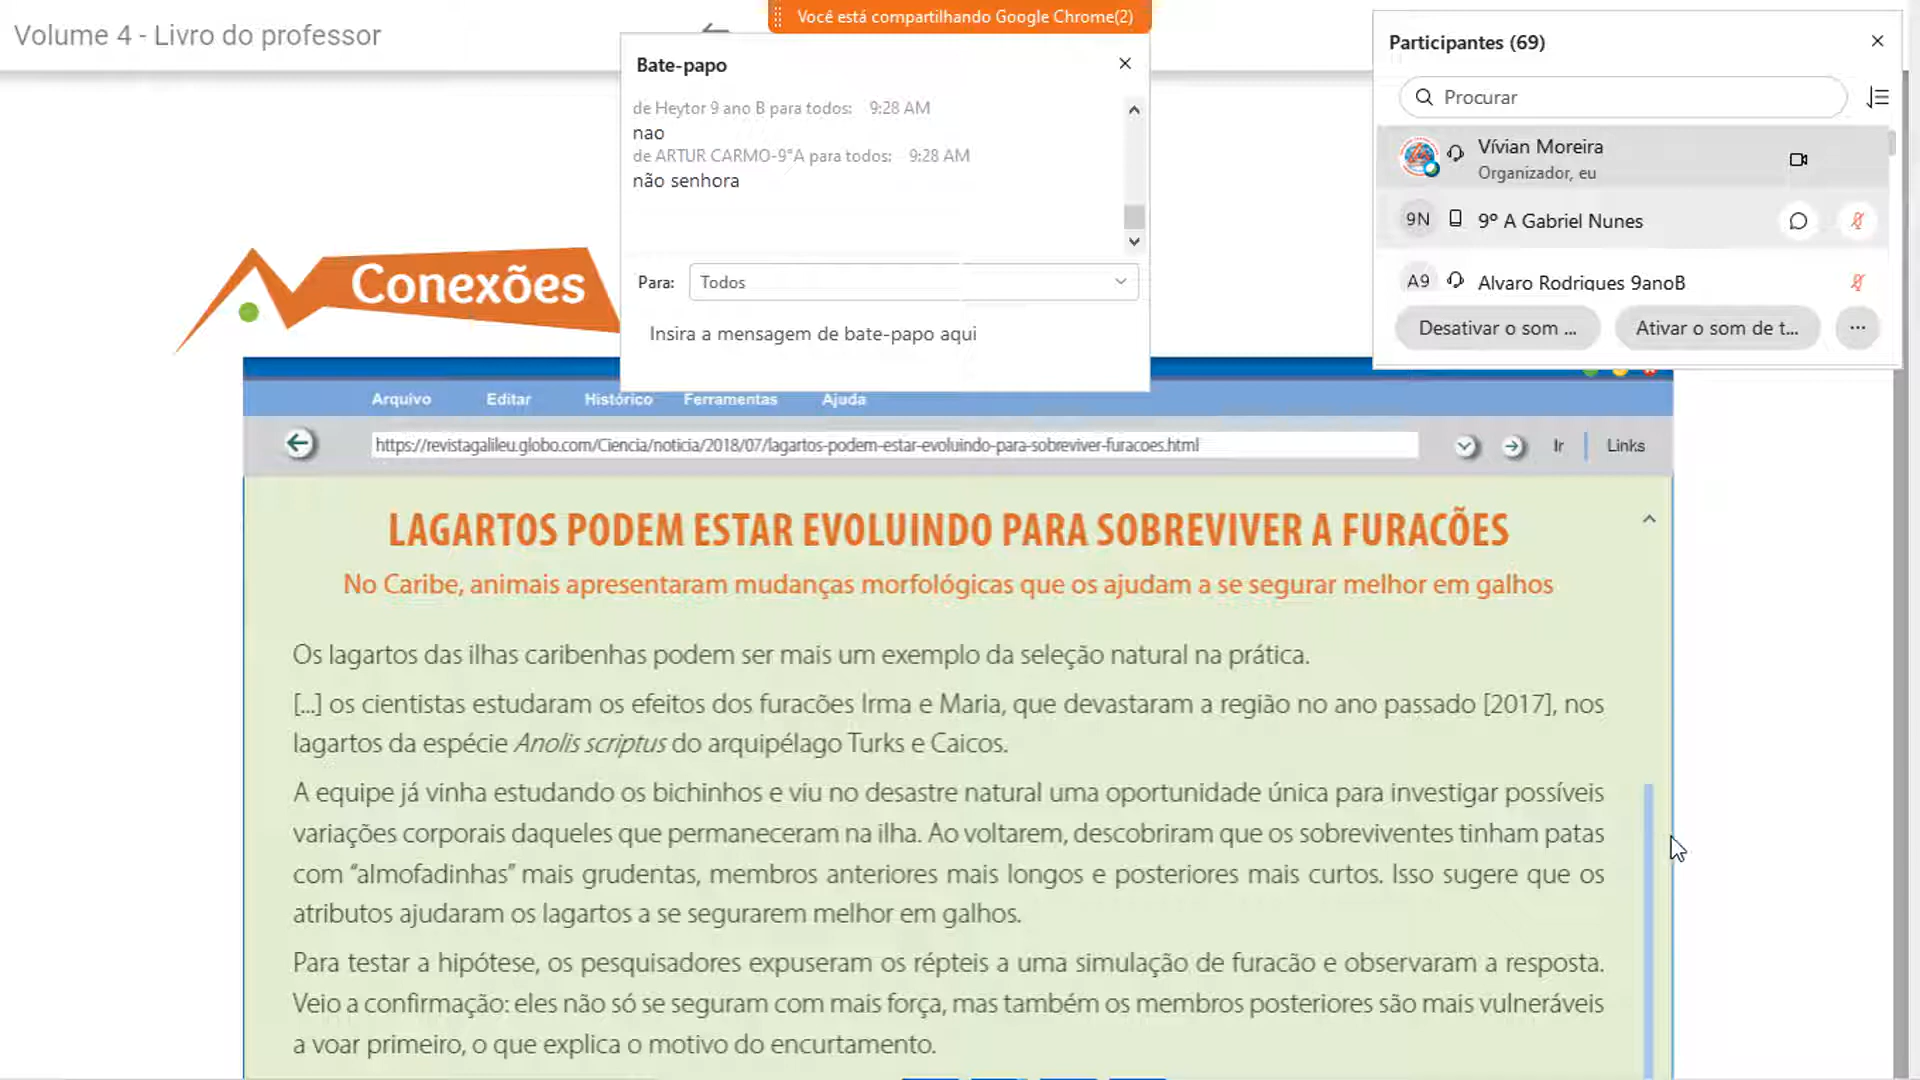 Você está compartilhando Google Chrome(2)
Volume 4 - Livro do professor
Bate-papo
de Heytor 9 ano B para todos: 9:28 AM
nao
de ARTUR CARMO-9°A para todos: 9:28 AM
não senhora
Para: Todos
Insira a mensagem de bate-papo aqui
Participantes (69)
Procurar
Vívian Moreira
Organizador, eu
9N 9º A Gabriel Nunes
A9 Alvaro Rodrigues 9anoB
Desativar o som ... Ativar o som de t... ...
Conexões
Arquivo Editar Histórico Ferramentas Ajuda
https://revistagalileu.globo.com/Ciencia/noticia/2018/07/lagartos-podem-estar-evoluindo-para-sobreviver-furacoes.html Ir Links
LAGARTOS PODEM ESTAR EVOLUINDO PARA SOBREVIVER A FURACÕES
No Caribe, animais apresentaram mudanças morfológicas que os ajudam a se segurar melhor em galhos
Os lagartos das ilhas caribenhas podem ser mais um exemplo da seleção natural na prática.
[...] os cientistas estudaram os efeitos dos furacões Irma e Maria, que devastaram a região no ano passado [2017], nos
lagartos da espécie Anolis scriptus do arquipélago Turks e Caicos.
A equipe já vinha estudando os bichinhos e viu no desastre natural uma oportunidade única para investigar possíveis
variações corporais daqueles que permaneceram na ilha. Ao voltarem, descobriram que os sobreviventes tinham patas
com “almofadinhas” mais grudentas, membros anteriores mais longos e posteriores mais curtos. Isso sugere que os
atributos ajudaram os lagartos a se segurarem melhor em galhos.
Para testar a hipótese, os pesquisadores expuseram os répteis a uma simulação de furacão e observaram a resposta.
Veio a confirmação: eles não só se seguram com mais força, mas também os membros posteriores são mais vulneráveis
a voar primeiro, o que explica o motivo do encurtamento.